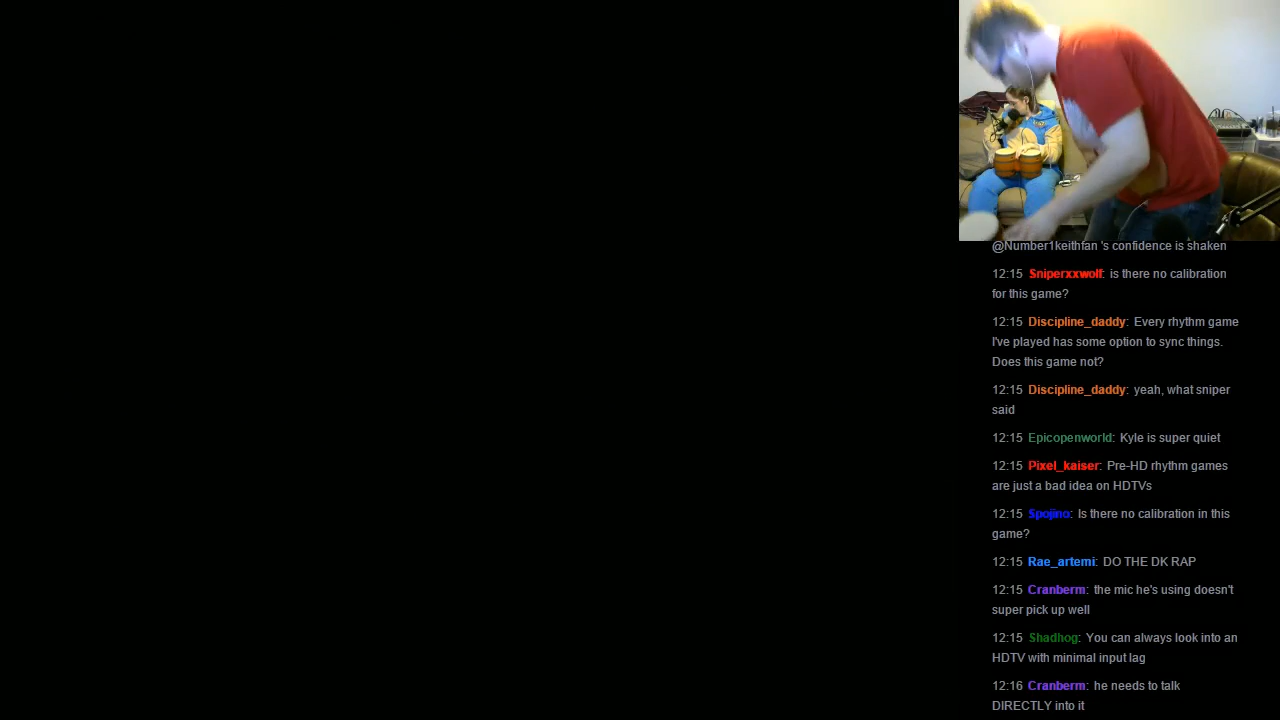 @Number1keithfan 's confidence is shaken
12:15 Sniperxxwolf: is there no calibration
for this game?
12:15 Discipline_daddy: Every rhythm game
I've played has some option to sync things.
Does this game not?
12:15 Discipline_daddy: yeah, what sniper
said
12:15 Epicopenworld: Kyle is super quiet
12:15 Pixel_kaiser: Pre-HD rhythm games
are just a bad idea on HDTVs
12:15 Spojino: Is there no calibration in this
game?
12:15 Rae_artemi: DO THE DK RAP
12:15 Cranberm: the mic he's using doesn't
super pick up well
12:15 Shadhog: You can always look into an
HDTV with minimal input lag
12:16 Cranberm: he needs to talk
DIRECTLY into it